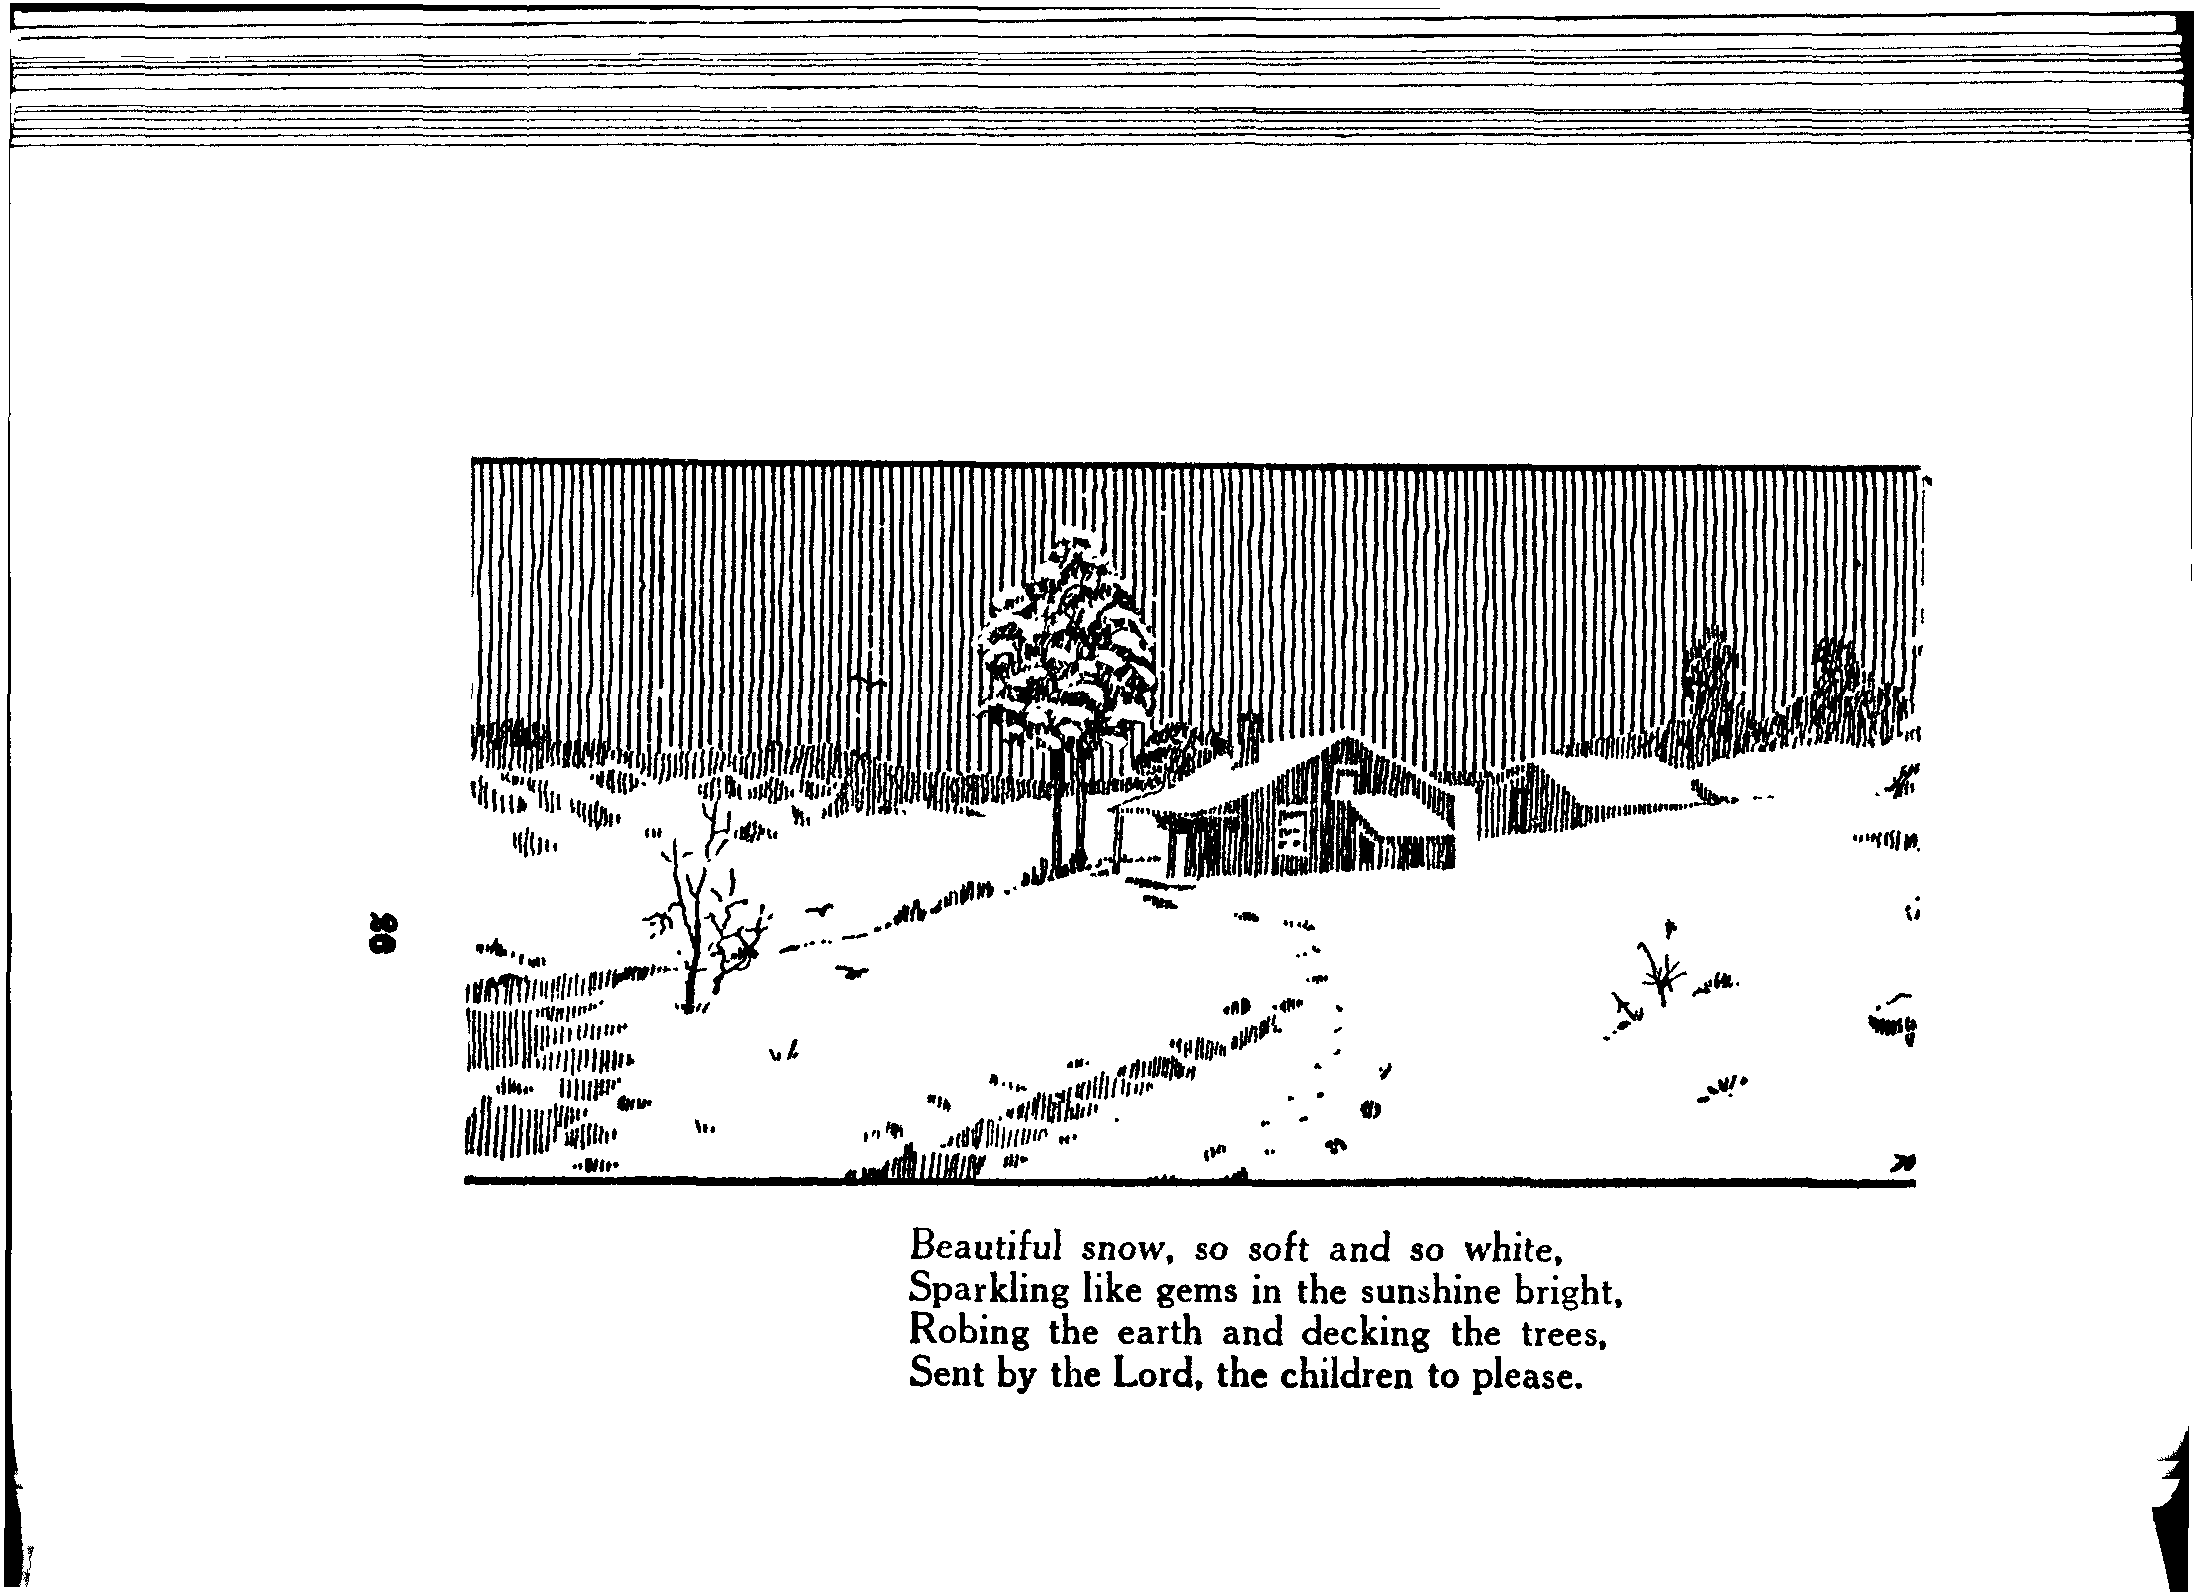 Beautiful snow, so soft and so white,
Sparkling like gems in the sunshine bright,
Robing the earth and decking the trees,
Sent by the Lord, the children to please.